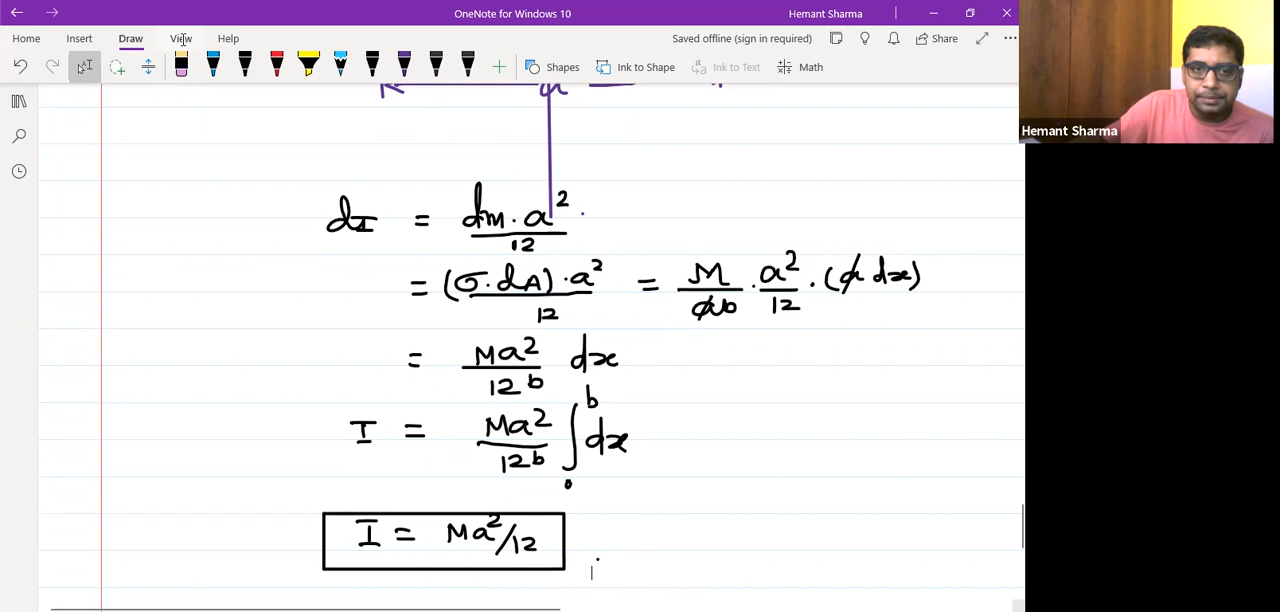 OneNote for Windows 10
Hemant Sharma
Home Insert Draw View Help
Saved offline (sign in required) Share
Shapes Ink to Shape Ink to Text Math
Hemant Sharma
dI = dm · a² / 12
= (σ · dA) · a² / 12 = M / ab · a² / 12 · (a dx)
= Ma² / 12b dx
I = Ma² / 12b ∫₀ᵇ dx
I = Ma²/12